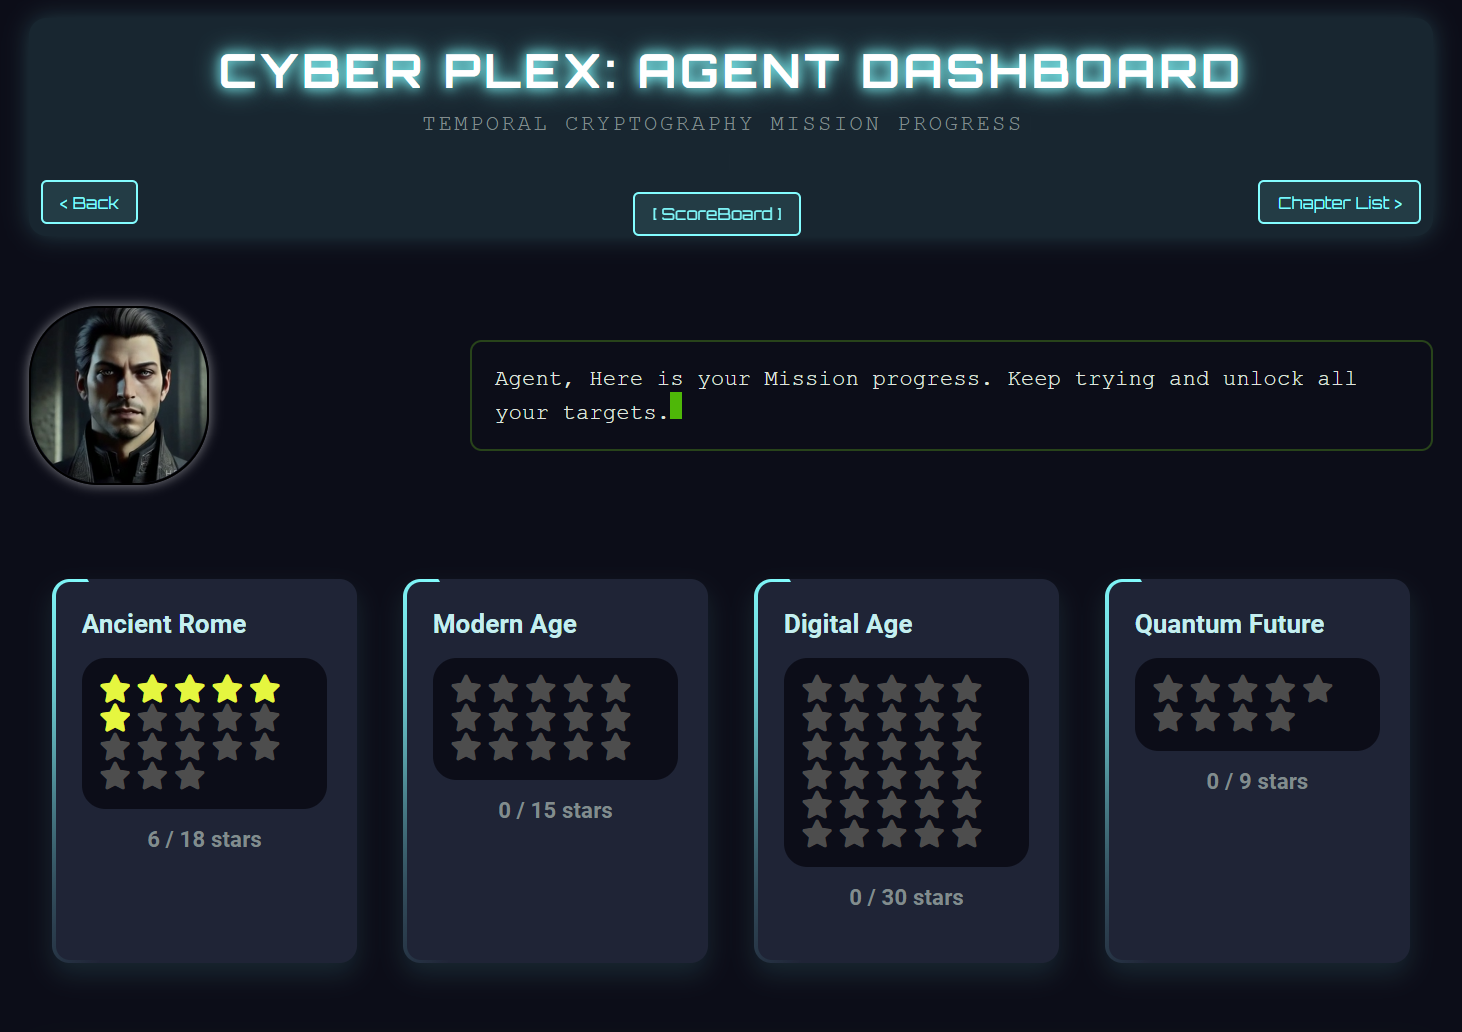 CYBER PLEX: AGENT DASHBOARD
TEMPORAL CRYPTOGRAPHY MISSION PROGRESS
< Back
[ ScoreBoard ]
Chapter List >
Agent, Here is your Mission progress. Keep trying and unlock all
your targets.
Ancient Rome
6 / 18 stars
Modern Age
0 / 15 stars
Digital Age
0 / 30 stars
Quantum Future
0 / 9 stars